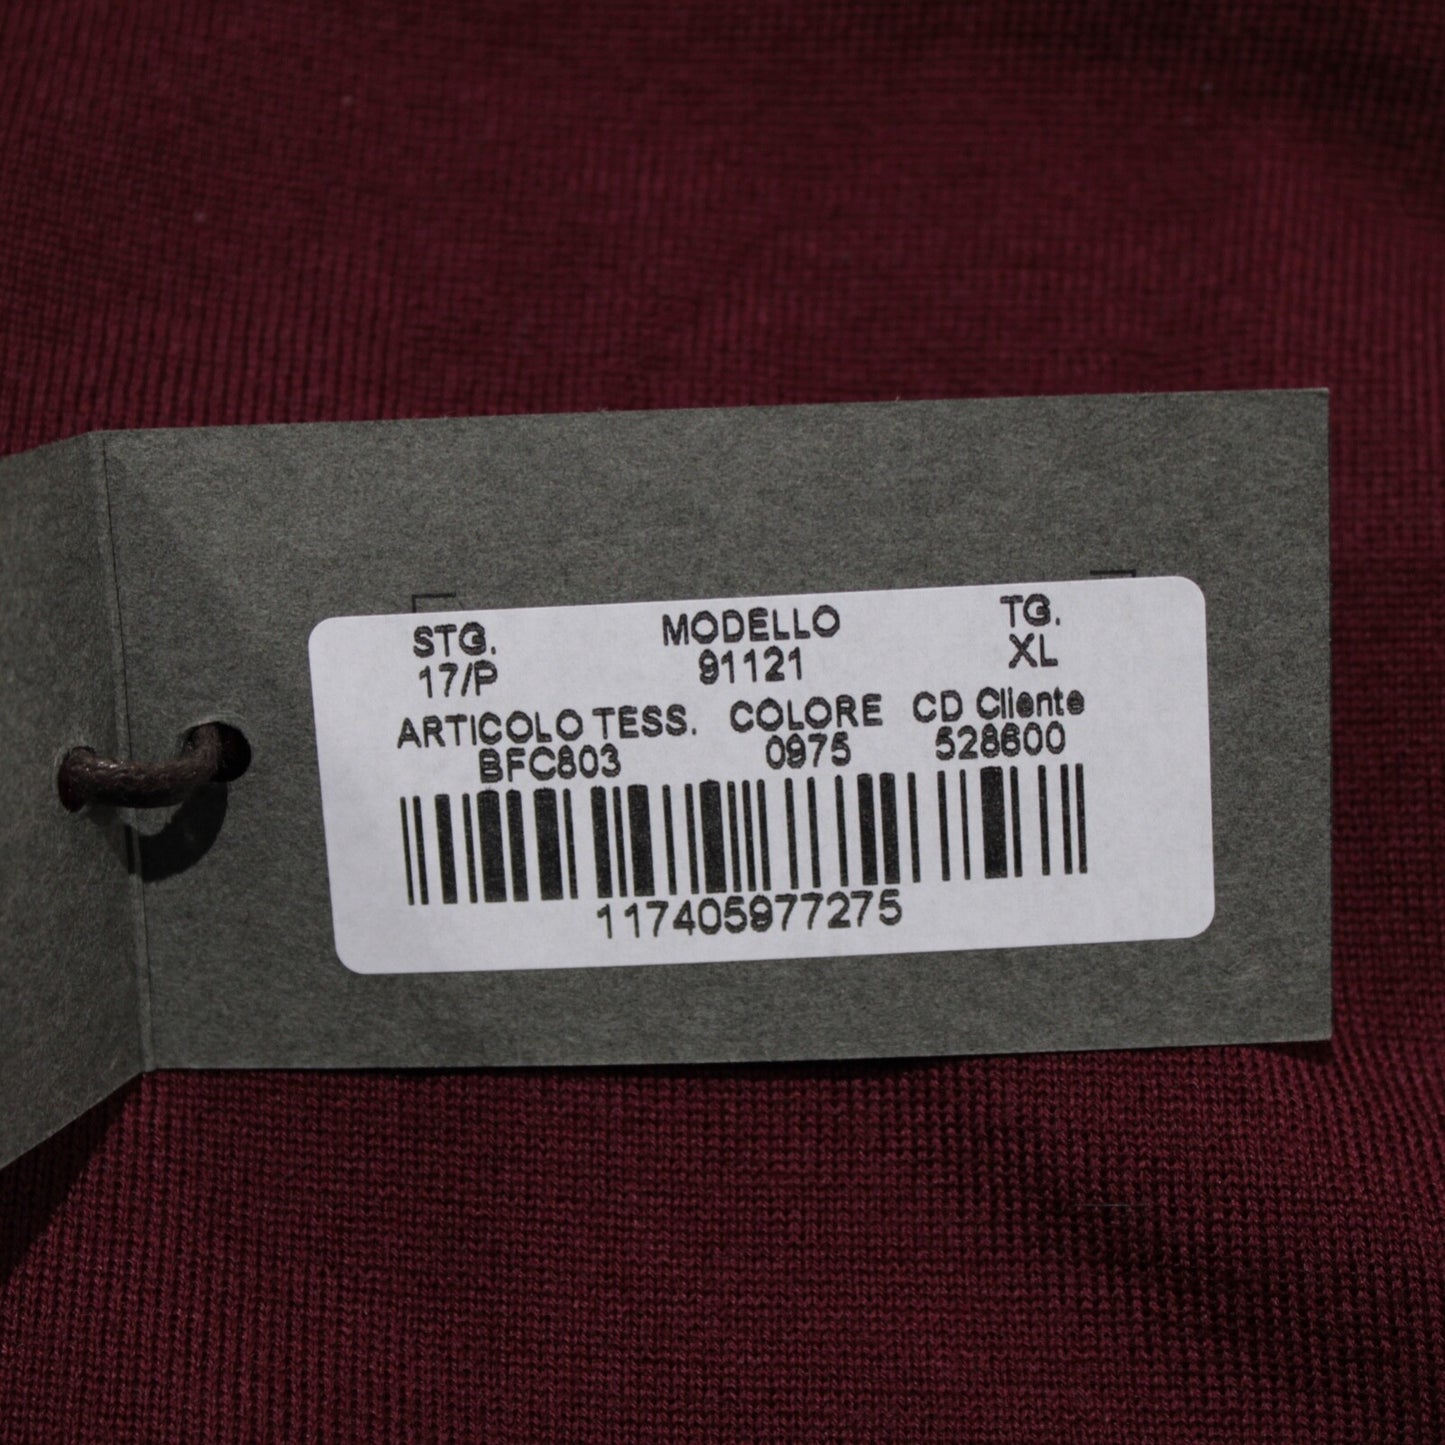 STG. MODELLO TG.
17/P 91121 XL
ARTICOLO TESS. COLORE CD Cliente
BFC803 0975 528600
117405977275